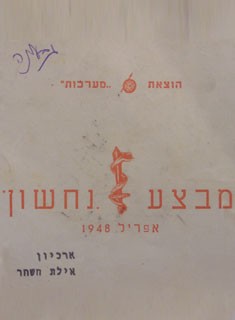 הוצאת „מערכות"
מבצע נחשון
אפריל 1948
ארכיון
אילת השחר